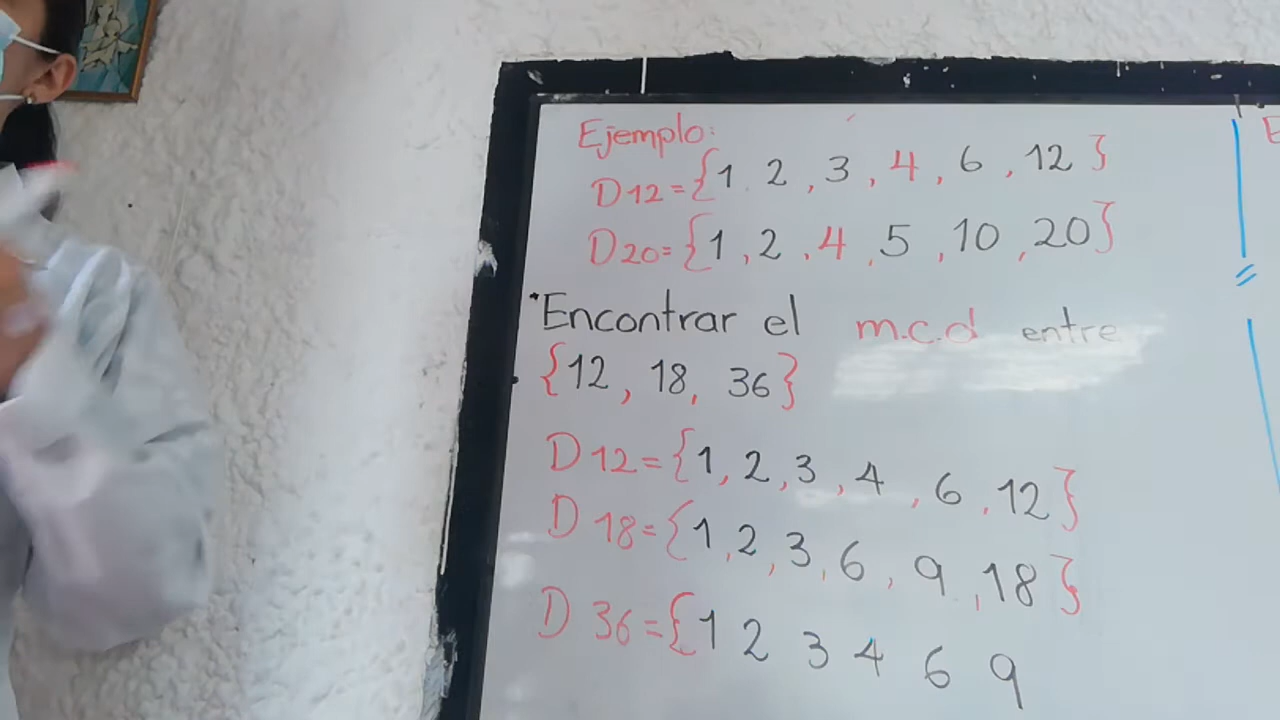 Ejemplo:
D12={1 2 , 3 , 4 , 6 , 12 }
D20={1 , 2 , 4 , 5 , 10 , 20}
*Encontrar el m.c.d entre
{12 , 18 , 36}
D12={1, 2 , 3 , 4 , 6 , 12}
D 18={1 , 2 , 3 , 6 , 9 , 18 }
D 36={1 2 3 4 6 9